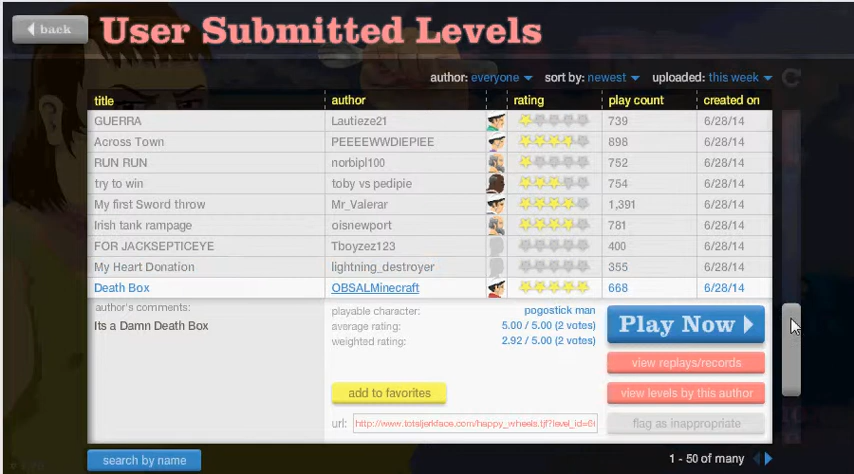 back
User Submitted Levels
author: everyone sort by: newest uploaded: this week
title author rating play count created on
GUERRA Lautieze21 739 6/28/14
Across Town PEEEEWWDIEPIEE 898 6/28/14
RUN RUN norbipl100 752 6/28/14
try to win toby vs pedipie 754 6/28/14
My first Sword throw Mr_Valerar 1,391 6/28/14
Irish tank rampage oisnewport 781 6/28/14
FOR JACKSEPTICEYE Tboyzez123 400 6/28/14
My Heart Donation lightning_destroyer 355 6/28/14
Death Box OBSALMinecraft 668 6/28/14
author's comments:
Its a Damn Death Box
playable character: pogostick man
average rating: 5.00 / 5.00 (2 votes)
weighted rating: 2.92 / 5.00 (2 votes)
Play Now
view replays/records
add to favorites
view levels by this author
url: http://www.totaljerkface.com/happy_wheels.tjf?level_id=6
flag as inappropriate
search by name
1 - 50 of many